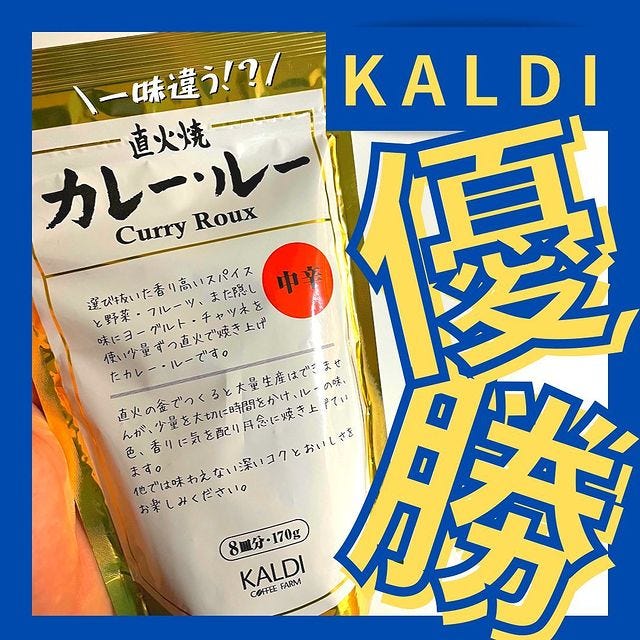 KALDI
優勝
\一味違う!?/
直火焼
カレー・ルー
Curry Roux
中辛
選び抜いた香り高いスパイス
と野菜・フルーツ、また隠し
味にヨーグルト・チャツネを
使い少量ずつ直火で焼き上げ
たカレー・ルーです。
直火の釜でつくると大量生産はできませ
んが、少量を大切に時間をかけ、ルーの味、
色、香りに気を配り丹念に焼き上げてい
ます。
他では味わえない深いコクとおいしさを
お楽しみください。
8皿分・170g
KALDI
COFFEE FARM